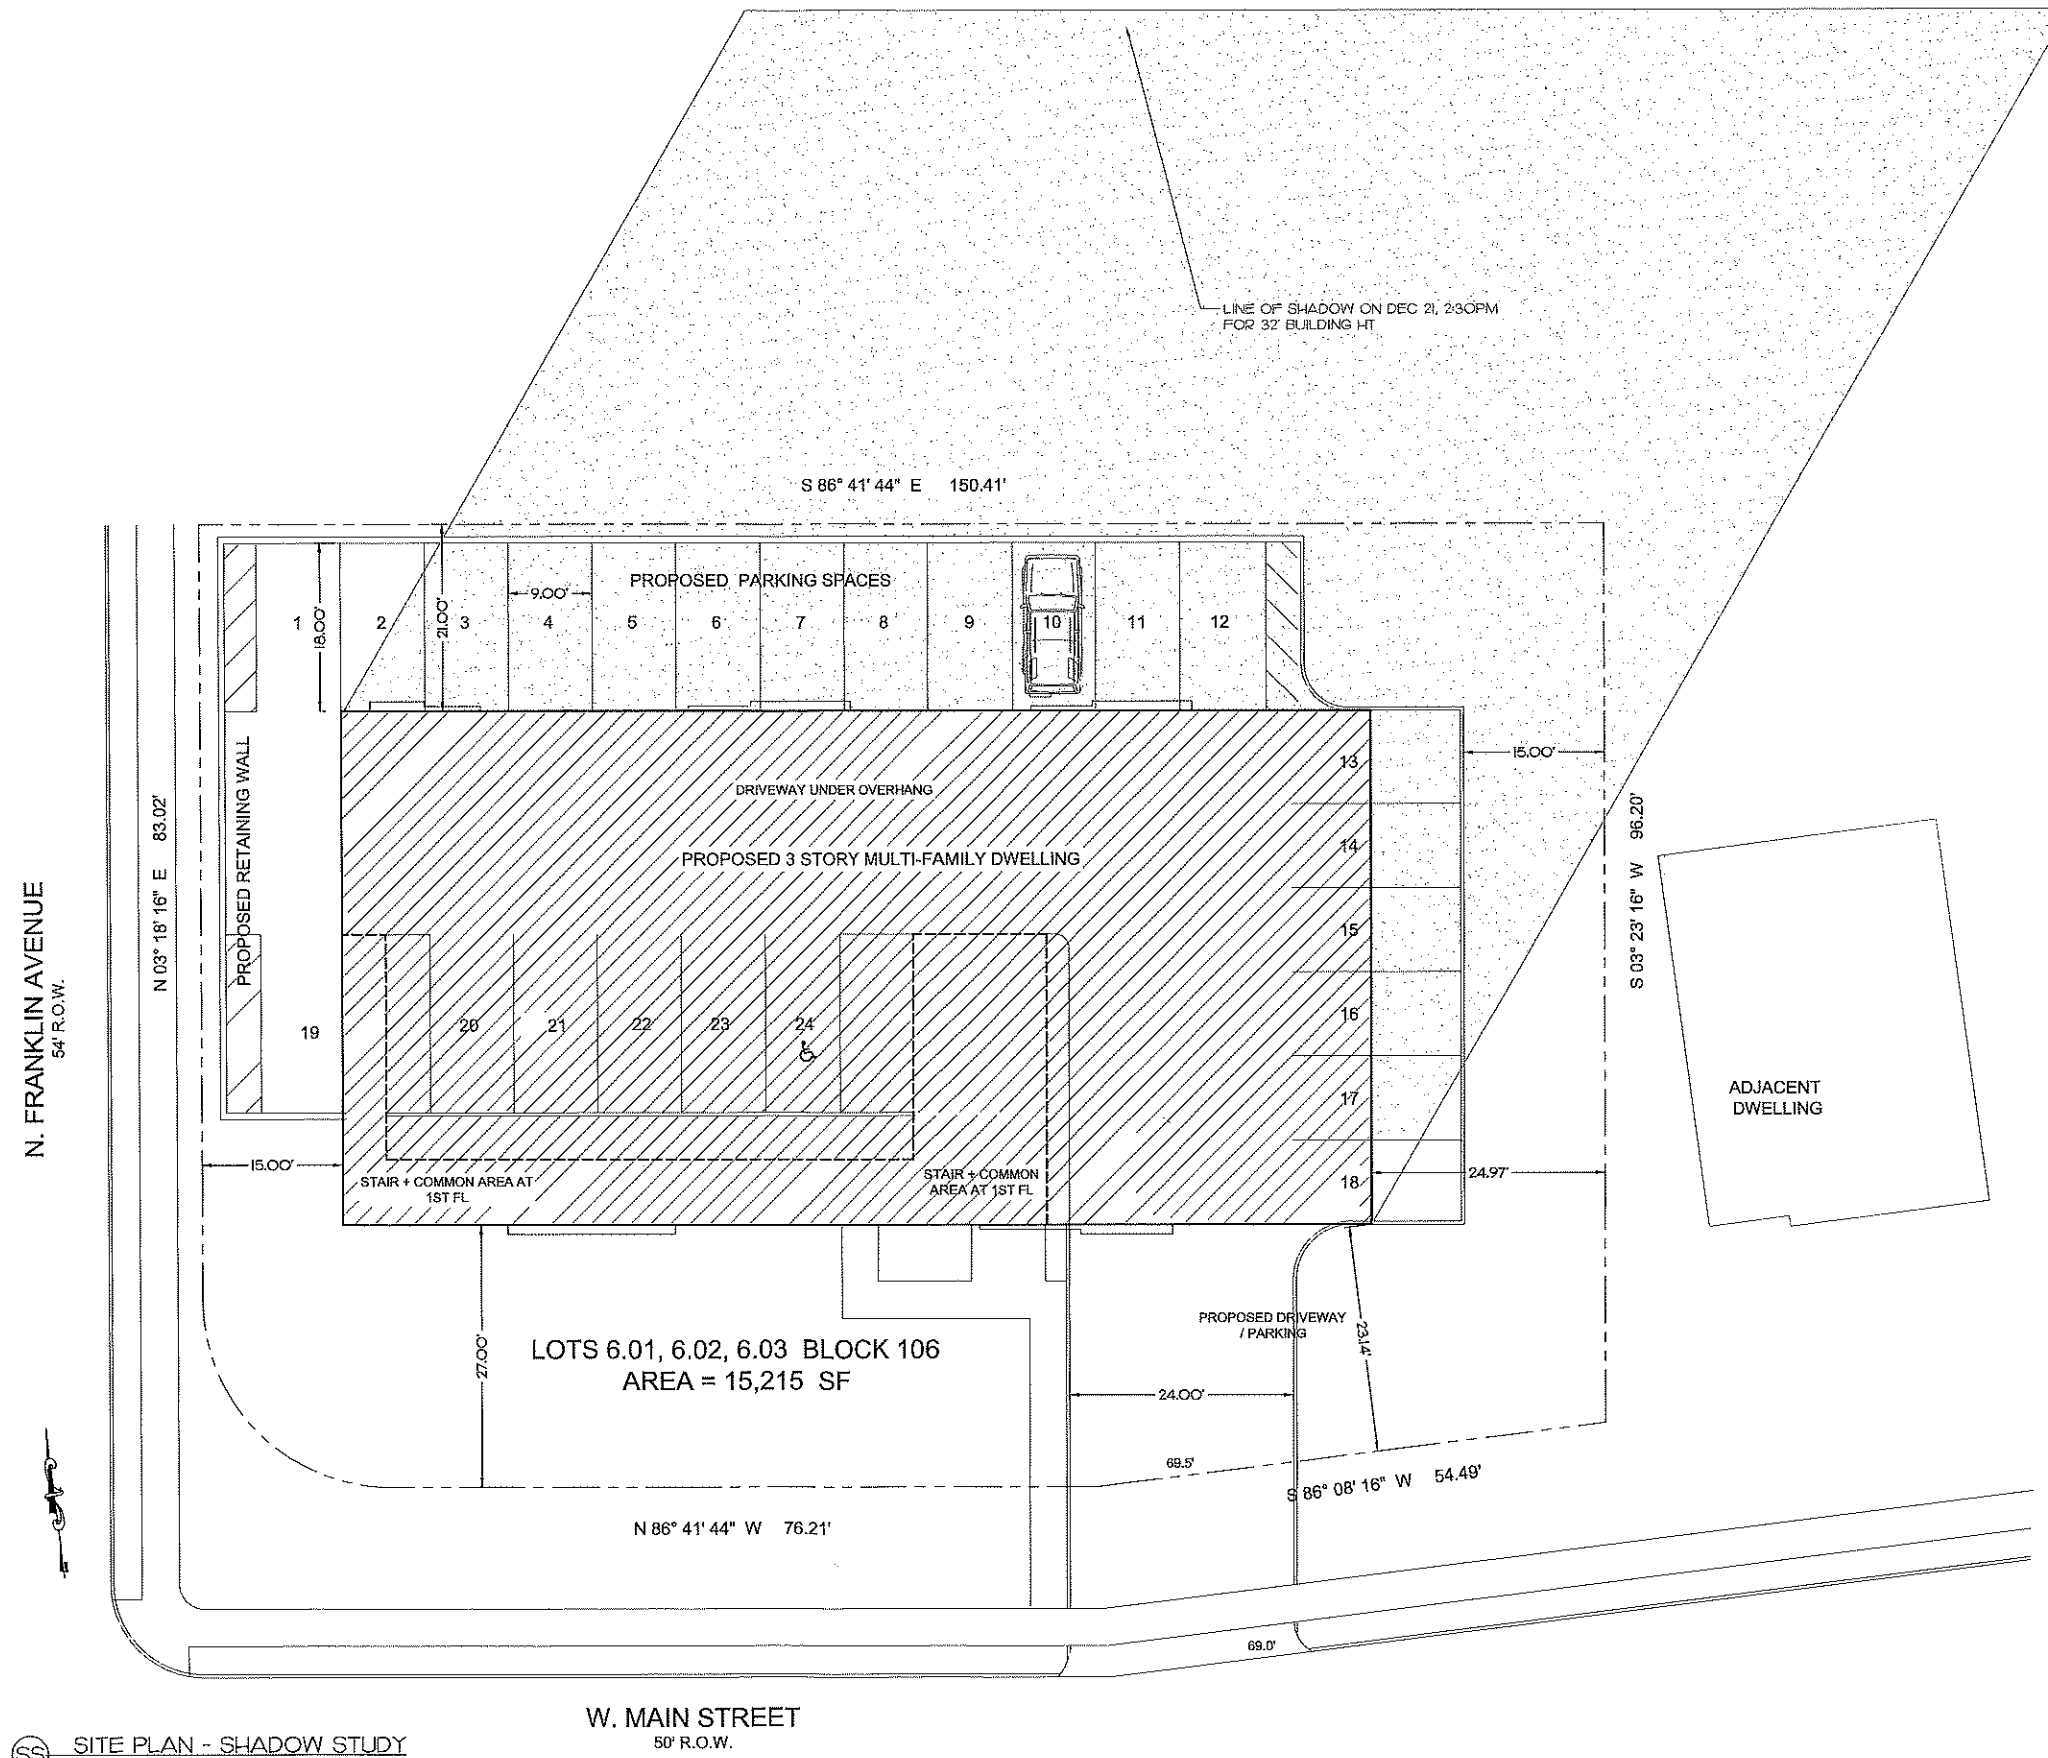 LINE OF SHADOW ON DEC 21, 2:30PM
FOR 32' BUILDING HT
S 86° 41' 44" E 150.41'
PROPOSED PARKING SPACES
9.00'
18.00'
21.00'
1
2
3
4
5
6
7
8
9
10
11
12
15.00'
13
14
15
16
17
18
DRIVEWAY UNDER OVERHANG
PROPOSED 3 STORY MULTI-FAMILY DWELLING
PROPOSED RETAINING WALL
N 03° 18' 16" E 83.02'
N. FRANKLIN AVENUE
54' R.O.W.
S 03° 23' 16" W 96.20'
19
20
21
22
23
24
ADJACENT
DWELLING
15.00'
STAIR + COMMON AREA AT
1ST FL
STAIR + COMMON
AREA AT 1ST FL
24.97'
27.00'
LOTS 6.01, 6.02, 6.03 BLOCK 106
AREA = 15,215 SF
PROPOSED DRIVEWAY
/ PARKING
23.14'
24.00'
69.5'
S 86° 08' 16" W 54.49'
N 86° 41' 44" W 76.21'
69.0'
W. MAIN STREET
50' R.O.W.
SS
SITE PLAN - SHADOW STUDY